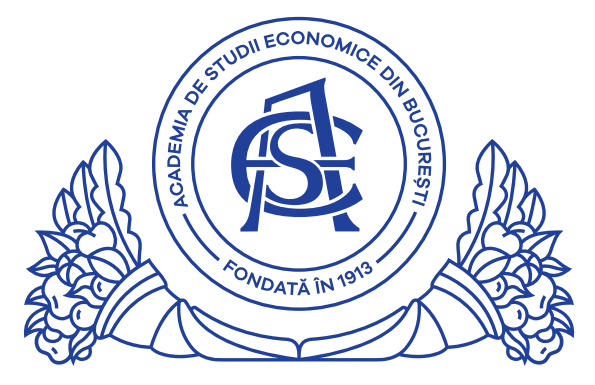 ACADEMIA DE STUDII ECONOMICE DIN BUCUREȘTI
ASE
FONDATĂ ÎN 1913